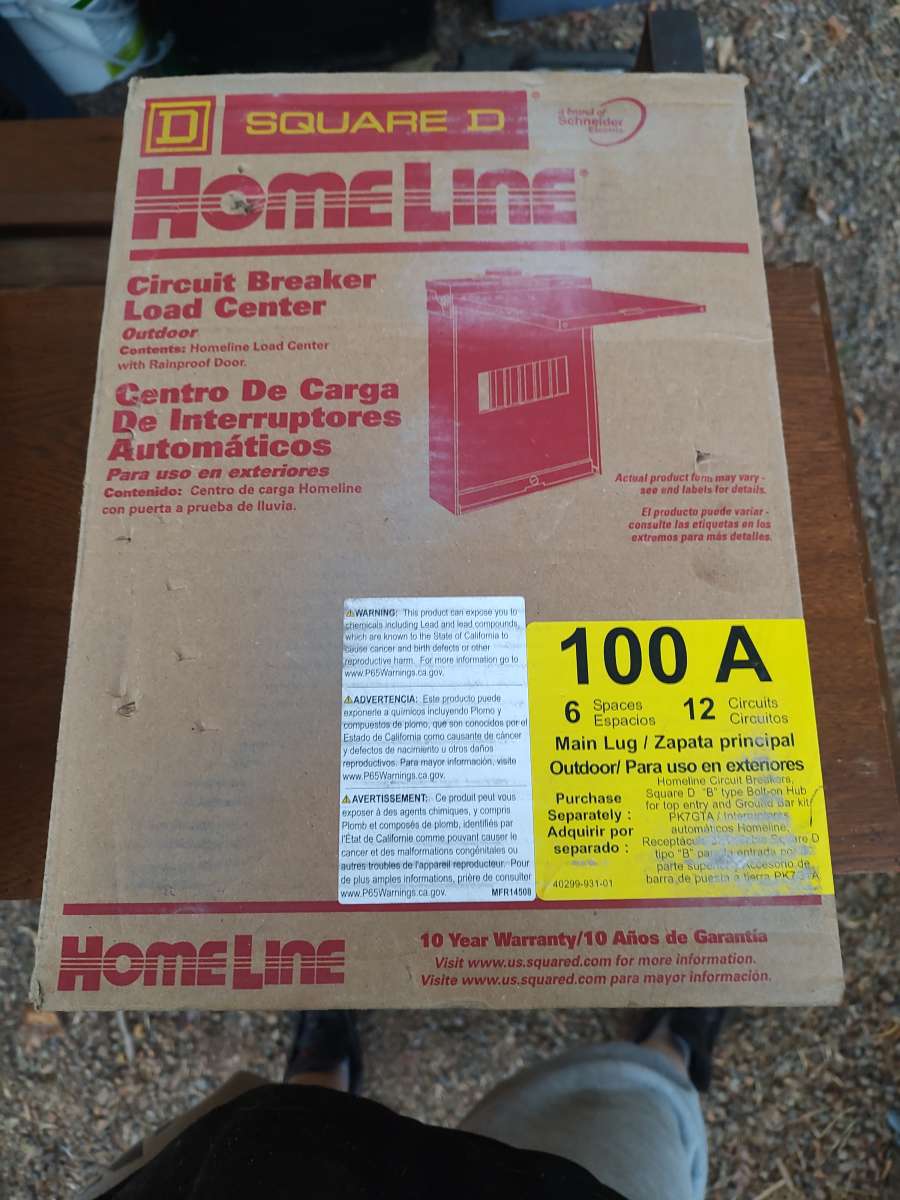 D SQUARE D ®
a brand of
Schneider
Electric
HOMELINE®
Circuit Breaker
Load Center
Outdoor
Contents: Homeline Load Center
with Rainproof Door.
Centro De Carga
De Interruptores
Automáticos
Para uso en exteriores
Contenido: Centro de carga Homeline
con puerta a prueba de lluvia.
Actual product form may vary -
see end labels for details.
El producto puede variar -
consulte las etiquetas en los
extremos para más detalles.
⚠WARNING: This product can expose you to
chemicals including Lead and lead compounds,
which are known to the State of California to
cause cancer and birth defects or other
reproductive harm. For more information go to
www.P65Warnings.ca.gov.
⚠ADVERTENCIA: Este producto puede
exponerle a químicos incluyendo Plomo y
compuestos de plomo, que son conocidos por el
Estado de California como causante de cáncer
y defectos de nacimiento u otros daños
reproductivos. Para mayor información, visite
www.P65Warnings.ca.gov.
⚠AVERTISSEMENT: Ce produit peut vous
exposer à des agents chimiques, y compris
Plomb et composés de plomb, identifiés par
l'État de Californie comme pouvant causer le
cancer et des malformations congénitales ou
autres troubles de l'appareil reproducteur. Pour
de plus amples informations, prière de consulter
www.P65Warnings.ca.gov. MFR14508
100 A
6 Spaces Espacios 12 Circuits Circuitos
Main Lug / Zapata principal
Outdoor/ Para uso en exteriores
Purchase
Separately :
Adquirir por
separado :
Homeline Circuit Breakers,
Square D "B" type Bolt-on Hub
for top entry and Ground Bar kit
PK7GTA / Interruptores
automáticos Homeline,
Square D
tipo "B" para la entrada por
parte Accesorio de
barra de puesta a tierra
40299-931-01
HOMELINE
10 Year Warranty/10 Años de Garantía
Visit www.us.squared.com for more information.
Visite www.us.squared.com para mayor información.